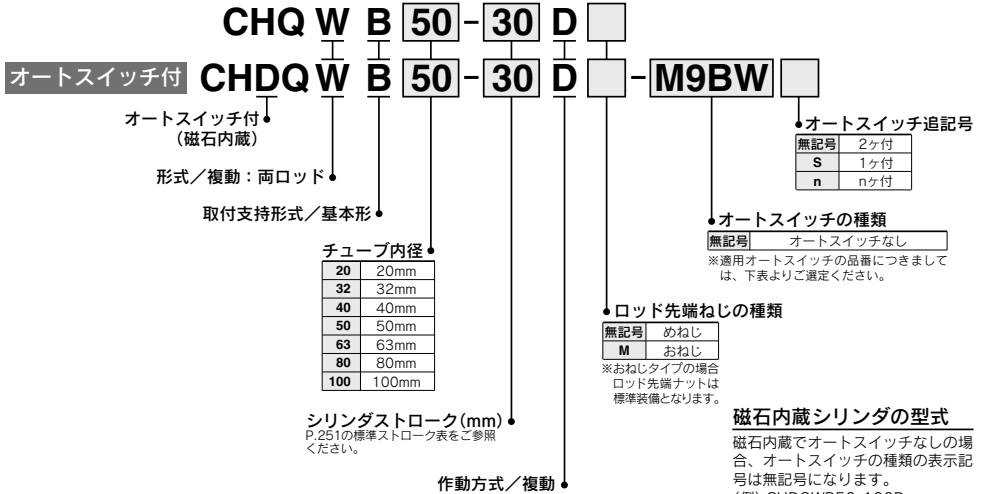 CHQ W B 50 - 30 D
オートスイッチ付 CHDQ W B 50 - 30 D - M9BW
オートスイッチ付
(磁石内蔵)
形式／複動：両ロッド
取付支持形式／基本形
チューブ内径
20 20mm
32 32mm
40 40mm
50 50mm
63 63mm
80 80mm
100 100mm
シリンダストローク(mm)
P.251の標準ストローク表をご参照
ください。
作動方式／複動
ロッド先端ねじの種類
無記号 めねじ
M おねじ
※おねじタイプの場合
ロッド先端ナットは
標準装備となります。
オートスイッチの種類
無記号 オートスイッチなし
※適用オートスイッチの品番につきまして
は、下表よりご選定ください。
オートスイッチ追記号
無記号 2ヶ付
S 1ヶ付
n nヶ付
磁石内蔵シリンダの型式
磁石内蔵でオートスイッチなしの場
合、オートスイッチの種類の表示記
号は無記号になります。